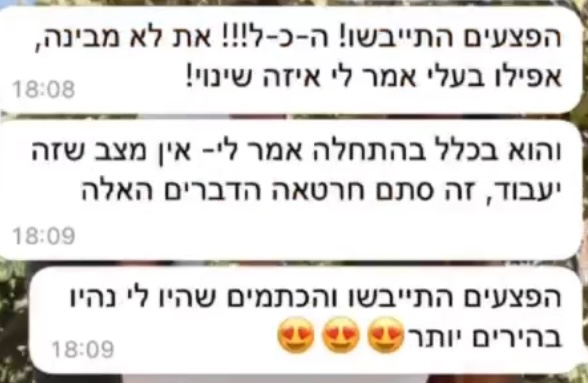 הפצעים התייבשו! ה-כ-ל!!! את לא מבינה,
אפילו בעלי אמר לי איזה שינוי!
18:08
והוא בכלל בהתחלה אמר לי- אין מצב שזה
יעבוד, זה סתם חרטאה הדברים האלה
18:09
הפצעים התייבשו והכתמים שהיו לי נהיו
בהירים יותר😍😍😍
18:09